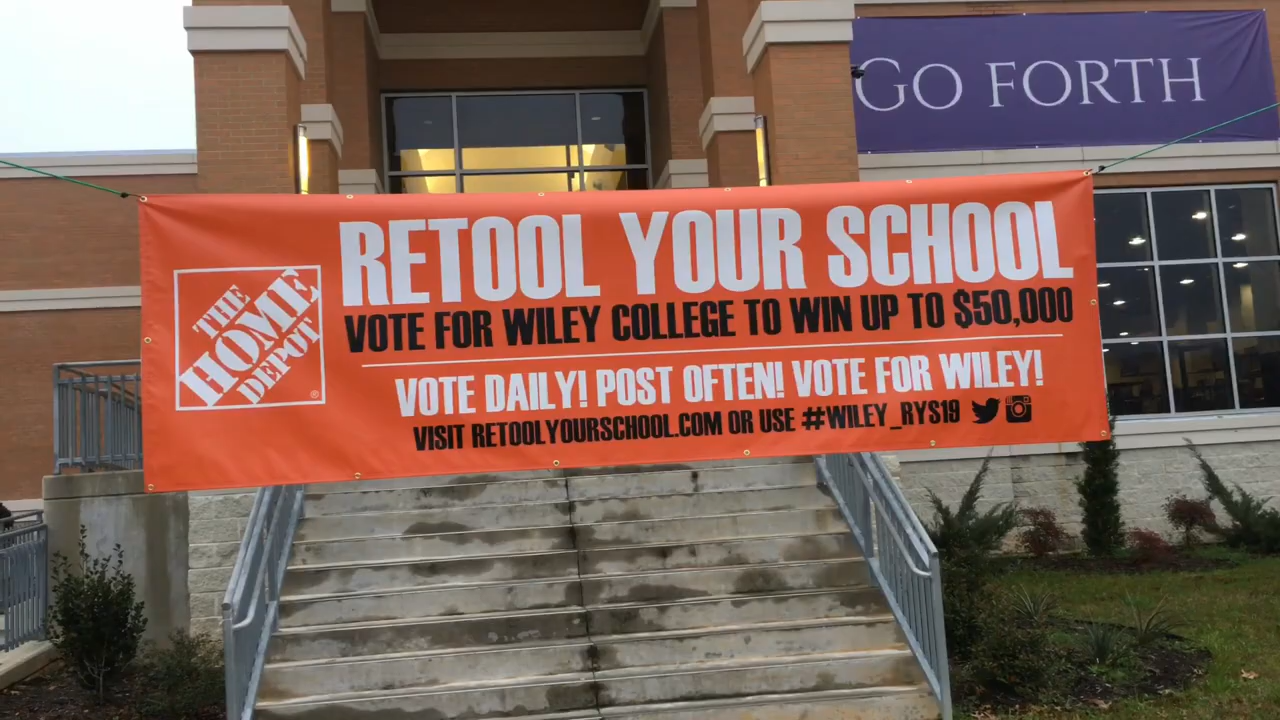 GO FORTH
RETOOL YOUR SCHOOL
VOTE FOR WILEY COLLEGE TO WIN UP TO $50,000
VOTE DAILY! POST OFTEN! VOTE FOR WILEY!
VISIT RETOOLYOURSCHOOL.COM OR USE #WILEY_RYS19
THE
HOME
DEPOT®